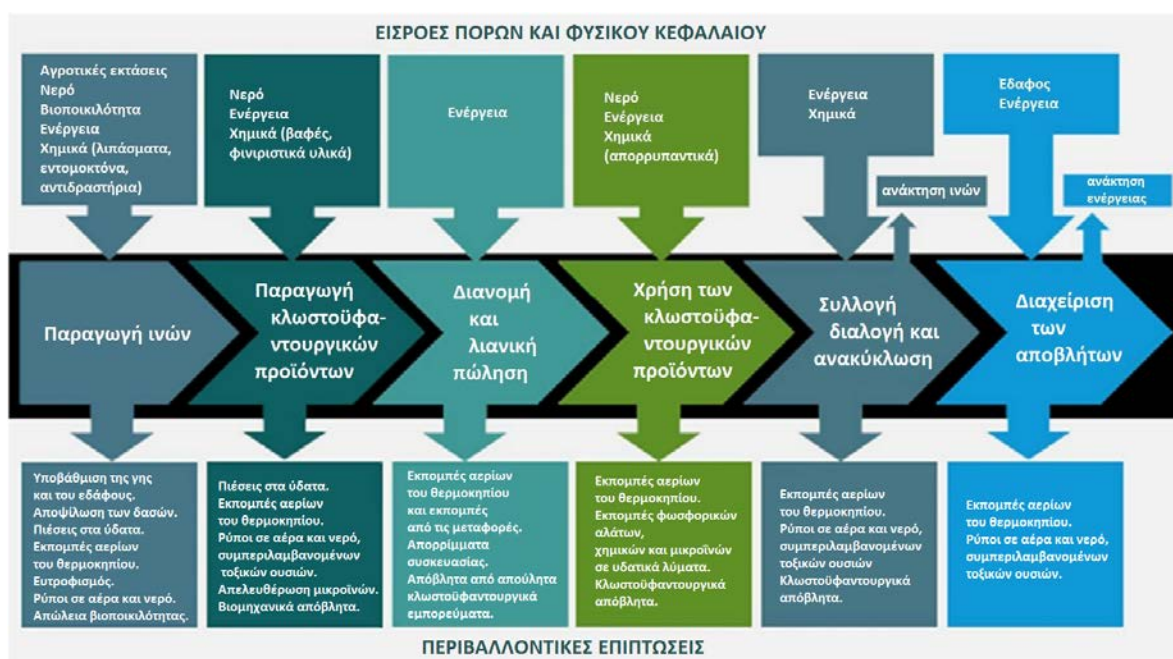 ΕΙΣΡΟΕΣ ΠΟΡΩΝ ΚΑΙ ΦΥΣΙΚΟΥ ΚΕΦΑΛΑΙΟΥ
Αγροτικές εκτάσεις
Νερό
Βιοποικιλότητα
Ενέργεια
Χημικά (λιπάσματα,
εντομοκτόνα,
αντιδραστήρια)
Νερό
Ενέργεια
Χημικά (βαφές,
φινιριστικά υλικά)
Ενέργεια
Νερό
Ενέργεια
Χημικά
(απορρυπαντικά)
Ενέργεια
Χημικά
ανάκτηση ινών
Έδαφος
Ενέργεια
ανάκτηση
ενέργειας
Παραγωγή ινών
Παραγωγή
κλωστοϋφα-
ντουργικών
προϊόντων
Διανομή
και
λιανική
πώληση
Χρήση των
κλωστοϋφα-
ντουργικών
προϊόντων
Συλλογή
διαλογή και
ανακύκλωση
Διαχείριση
των
αποβλήτων
Υποβάθμιση της γης
και του εδάφους.
Αποψίλωση των δασών.
Πιέσεις στα ύδατα.
Εκπομπές αερίων
του θερμοκηπίου.
Ευτροφισμός.
Ρύποι σε αέρα και νερό.
Απώλεια βιοποικιλότητας.
Πιέσεις στα ύδατα.
Εκπομπές αερίων
του θερμοκηπίου.
Ρύποι σε αέρα και νερό,
συμπεριλαμβανομένων
τοξικών ουσιών.
Απελευθέρωση μικροϊνών.
Βιομηχανικά απόβλητα.
Εκπομπές αερίων
του θερμοκηπίου
και εκπομπές
από τις μεταφορές.
Απορρίμματα
συσκευασίας.
Απόβλητα από απούλητα
κλωστοϋφαντουργικά
εμπορεύματα.
Εκπομπές αερίων
του θερμοκηπίου.
Εκπομπές φωσφορικών
αλάτων,
χημικών και μικροϊνών
σε υδατικά λύματα.
Κλωστοϋφαντουργικά
απόβλητα.
Εκπομπές αερίων
του θερμοκηπίου.
Ρύποι σε αέρα και νερό,
συμπεριλαμβανομένων
τοξικών ουσιών
Κλωστοϋφαντουργικά
απόβλητα.
Εκπομπές αερίων
του θερμοκηπίου.
Ρύποι σε αέρα και νερό,
συμπεριλαμβανομένων
τοξικών ουσιών.
ΠΕΡΙΒΑΛΛΟΝΤΙΚΕΣ ΕΠΙΠΤΩΣΕΙΣ